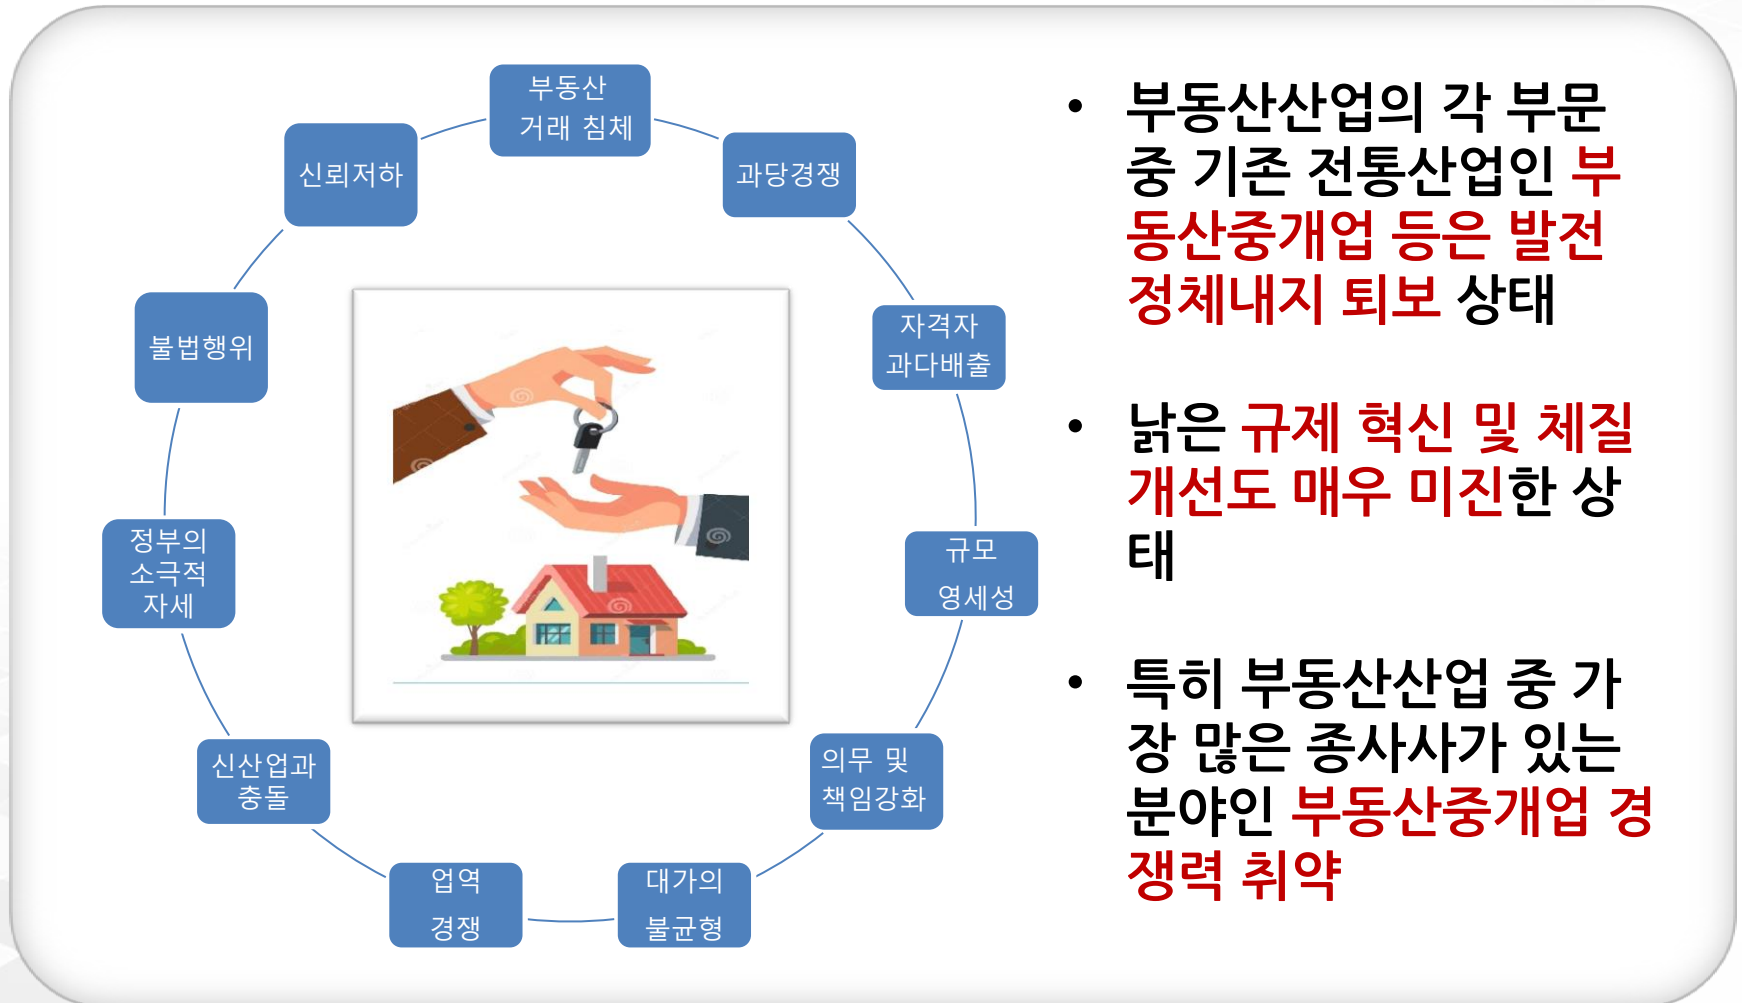 부동산
거래 침체
과당경쟁
자격자
과다배출
규모
영세성
의무 및
책임강화
대가의
불균형
업역
경쟁
신산업과
충돌
정부의
소극적
자세
불법행위
신뢰저하
• 부동산산업의 각 부문
중 기존 전통산업인 부
동산중개업 등은 발전
정체내지 퇴보 상태
• 낡은 규제 혁신 및 체질
개선도 매우 미진한 상
태
• 특히 부동산산업 중 가
장 많은 종사사가 있는
분야인 부동산중개업 경
쟁력 취약